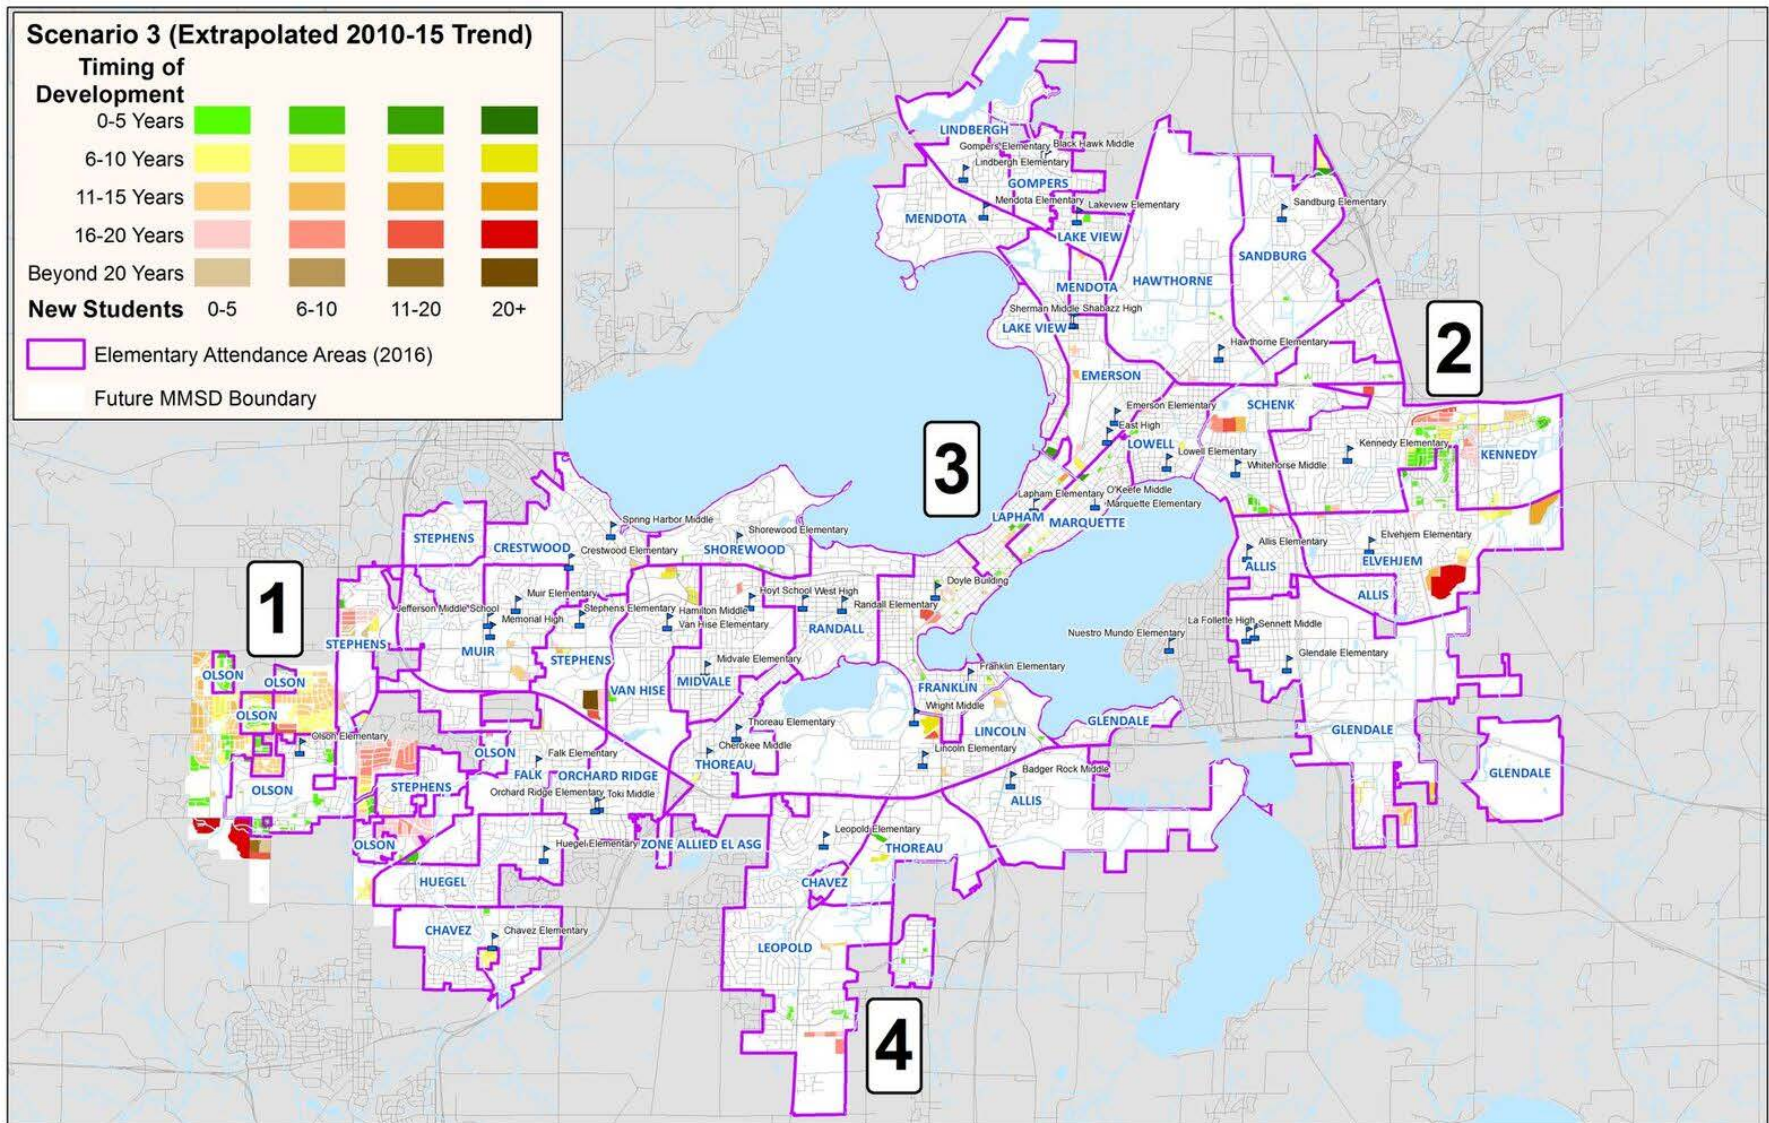 Scenario 3 (Extrapolated 2010-15 Trend)
Timing of
Development
0-5 Years
6-10 Years
11-15 Years
16-20 Years
Beyond 20 Years
New Students 0-5 6-10 11-20 20+
Elementary Attendance Areas (2016)
Future MMSD Boundary
LINDBERGH
Gompers Elementary
Black Hawk Middle
Lindbergh Elementary
GOMPERS
Mendota Elementary
Lakeview Elementary
MENDOTA
LAKE VIEW
Sandburg Elementary
SANDBURG
HAWTHORNE
MENDOTA
Sherman Middle
Shabazz High
LAKE VIEW
Hawthorne Elementary
2
EMERSON
Emerson Elementary
SCHENK
East High
LOWELL
Lowell Elementary
Whitehorse Middle
Kennedy Elementary
KENNEDY
3
Lapham Elementary
O'Keefe Middle
Marquette Elementary
LAPHAM
MARQUETTE
STEPHENS
Spring Harbor Middle
Shorewood Elementary
CRESTWOOD
Crestwood Elementary
SHOREWOOD
Allis Elementary
Elvehjem Elementary
ALLIS
ELVEHJEM
ALLIS
1
Doyle Building
Muir Elementary
Hoyt School
West High
Randall Elementary
Jefferson Middle School
Stephens Elementary
Hamilton Middle
Memorial High
Van Hise Elementary
RANDALL
La Follette High
Sennett Middle
Nuestro Mundo Elementary
STEPHENS
MUIR
STEPHENS
Midvale Elementary
Glendale Elementary
Franklin Elementary
OLSON
OLSON
VAN HISE
MIDVALE
FRANKLIN
Wright Middle
OLSON
Thoreau Elementary
LINCOLN
GLENDALE
GLENDALE
Olson Elementary
Cherokee Middle
Lincoln Elementary
OLSON
Falk Elementary
THOREAU
Badger Rock Middle
FALK
ORCHARD RIDGE
GLENDALE
OLSON
STEPHENS
Orchard Ridge Elementary
Toki Middle
ALLIS
Leopold Elementary
OLSON
Huegel Elementary
ZONE ALLIED EL ASG
THOREAU
HUEGEL
CHAVEZ
CHAVEZ
Chavez Elementary
LEOPOLD
4